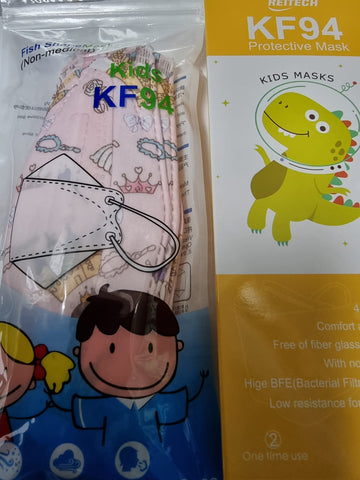 Fish Shape
(Non-medical)
Kids
KF94
REITECH
KF94
Protective Mask
KIDS MASKS
Comfort
Free of fiber glass
With no
Hige BFE(Bacterial Filt
Low resistance for
2
One time use